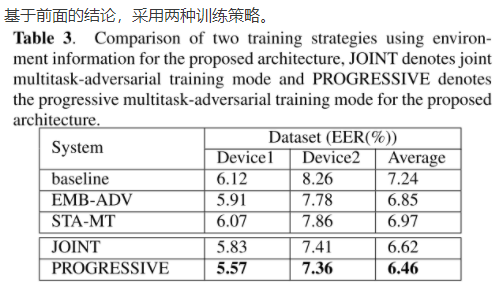 基于前面的结论，采用两种训练策略。
Table 3. Comparison of two training strategies using environ-
ment information for the proposed architecture, JOINT denotes joint
multitask-adversarial training mode and PROGRESSIVE denotes
the progressive multitask-adversarial training mode for the proposed
architecture.
System Dataset (EER(%))
Device1 Device2 Average
baseline 6.12 8.26 7.24
EMB-ADV 5.91 7.78 6.85
STA-MT 6.07 7.86 6.97
JOINT 5.83 7.41 6.62
PROGRESSIVE 5.57 7.36 6.46